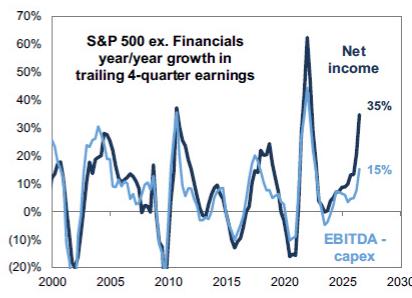 70%
60%
50%
40%
30%
20%
10%
0%
(10%)
(20%)
S&P 500 ex. Financials
year/year growth in
trailing 4-quarter earnings
Net
income
35%
15%
EBITDA -
capex
2000 2005 2010 2015 2020 2025 2030